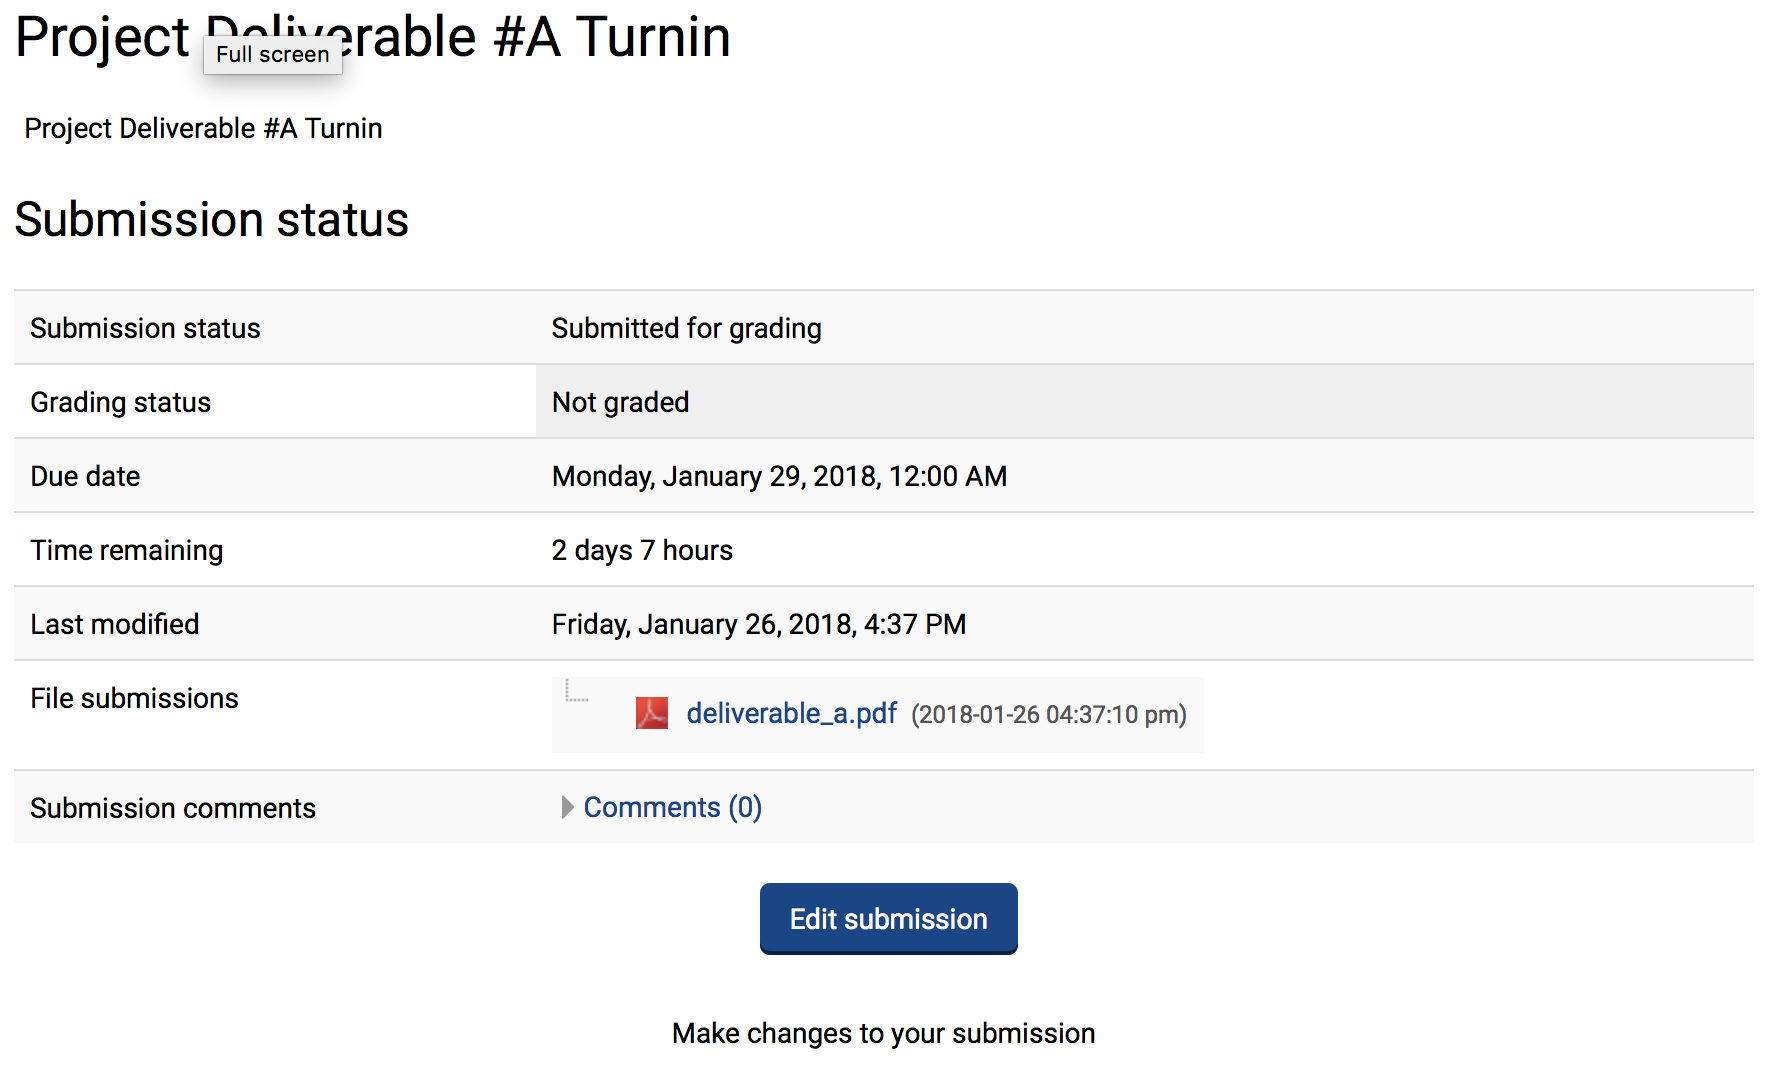 Project Deliverable #A Turnin
Full screen
Project Deliverable #A Turnin
Submission status
Submission status Submitted for grading
Grading status Not graded
Due date Monday, January 29, 2018, 12:00 AM
Time remaining 2 days 7 hours
Last modified Friday, January 26, 2018, 4:37 PM
File submissions deliverable_a.pdf (2018-01-26 04:37:10 pm)
Submission comments Comments (0)
Edit submission
Make changes to your submission